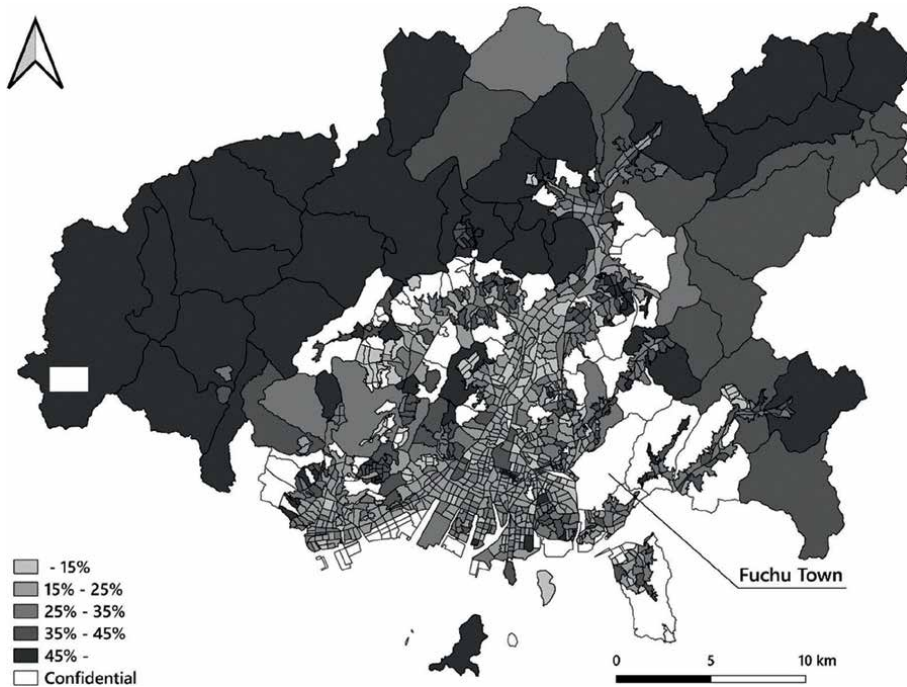 - 15%
15% - 25%
25% - 35%
35% - 45%
45% -
Confidential
Fuchu Town
0 5 10 km